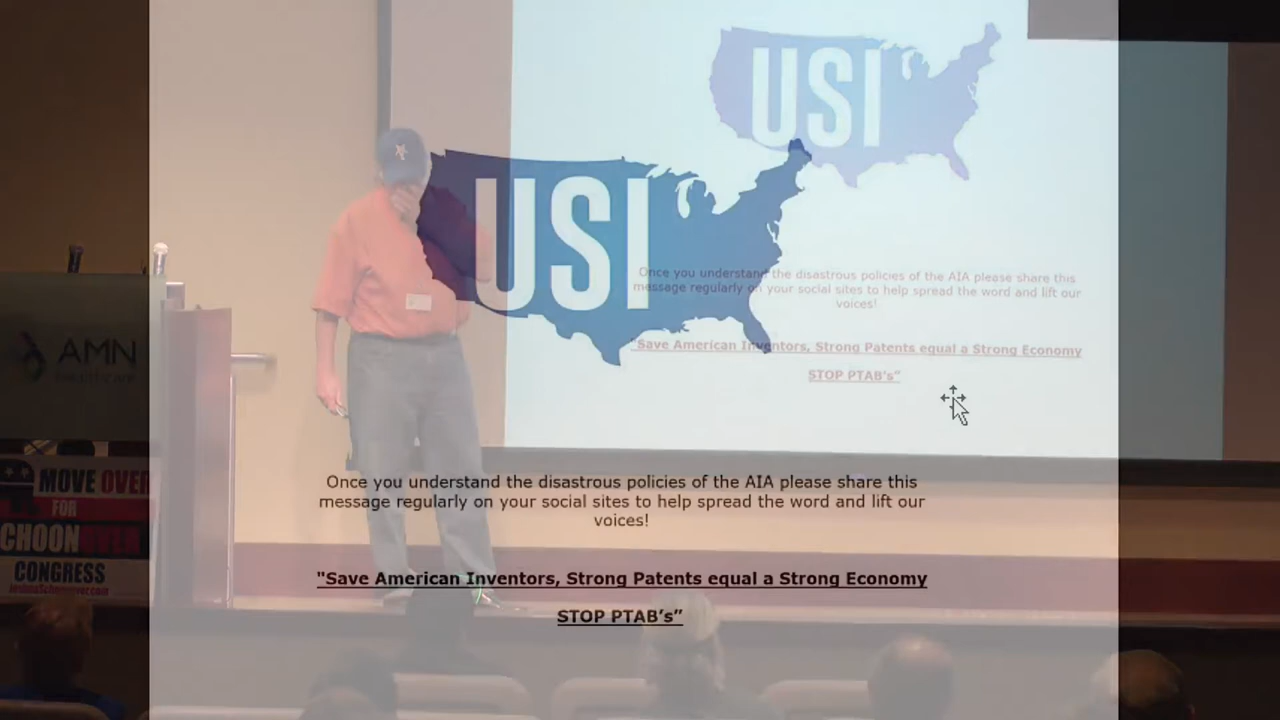 USI
USI
Once you understand the disastrous policies of the AIA please share this
message regularly on your social sites to help spread the word and lift our
voices!
"Save American Inventors, Strong Patents equal a Strong Economy
STOP PTAB's”
AMN
healthcare
MOVE OVER
FOR
SCHOONOVER
CONGRESS
Once you understand the disastrous policies of the AIA please share this
message regularly on your social sites to help spread the word and lift our
voices!
"Save American Inventors, Strong Patents equal a Strong Economy
STOP PTAB’s”